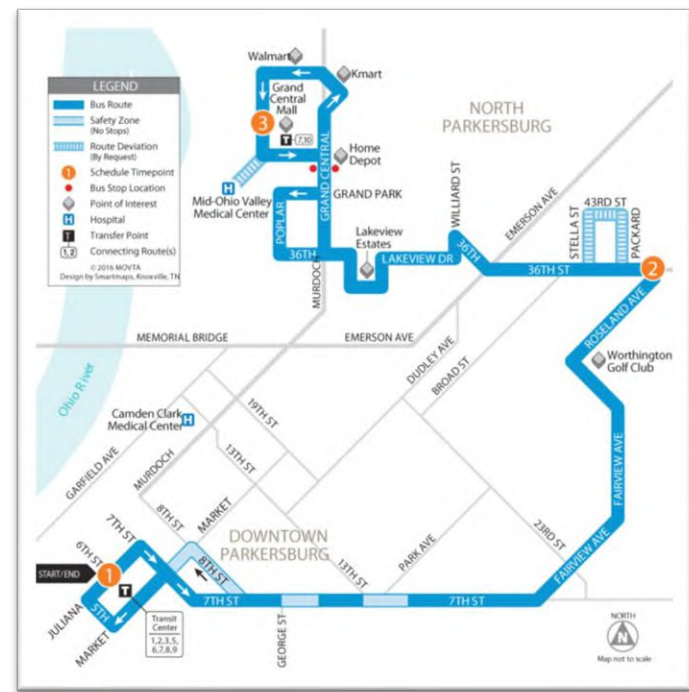 LEGEND
Bus Route
Safety Zone
(No Stops)
Route Deviation
(By Request)
1 Schedule Timepoint
Bus Stop Location
Point of Interest
H Hospital
T Transfer Point
1, 2 Connecting Route(s)
© 2016 MOVTA
Design by Smartmaps, Knoxville, TN
Walmart
Kmart
Grand
Central
Mall
3
T 7,10
Home
Depot
H
Mid-Ohio Valley
Medical Center
GRAND CENTRAL
GRAND PARK
POPLAR
36TH
MURDOCH
Lakeview
Estates
LAKEVIEW DR
NORTH
PARKERSBURG
WILLIARD ST
36TH
EMERSON AVE
36TH ST
STELLA ST
43RD ST
PACKARD
2
ROSELAND AVE
Worthington
Golf Club
FAIRVIEW AVE
FAIRVIEW AVE
MEMORIAL BRIDGE
EMERSON AVE
DUDLEY AVE
BROAD ST
Ohio River
Camden Clark
Medical Center
H
19TH ST
13TH ST
GARFIELD AVE
MURDOCH
MARKET
8TH ST
DOWNTOWN
PARKERSBURG
7TH ST
6TH ST
START/END
1
T
JULIANA
5TH
MARKET
Transit
Center
1,2,3,5,
6,7,8,9
8TH ST
7TH ST
GEORGE ST
13TH ST
PARK AVE
7TH ST
23RD ST
NORTH
N
Map not to scale